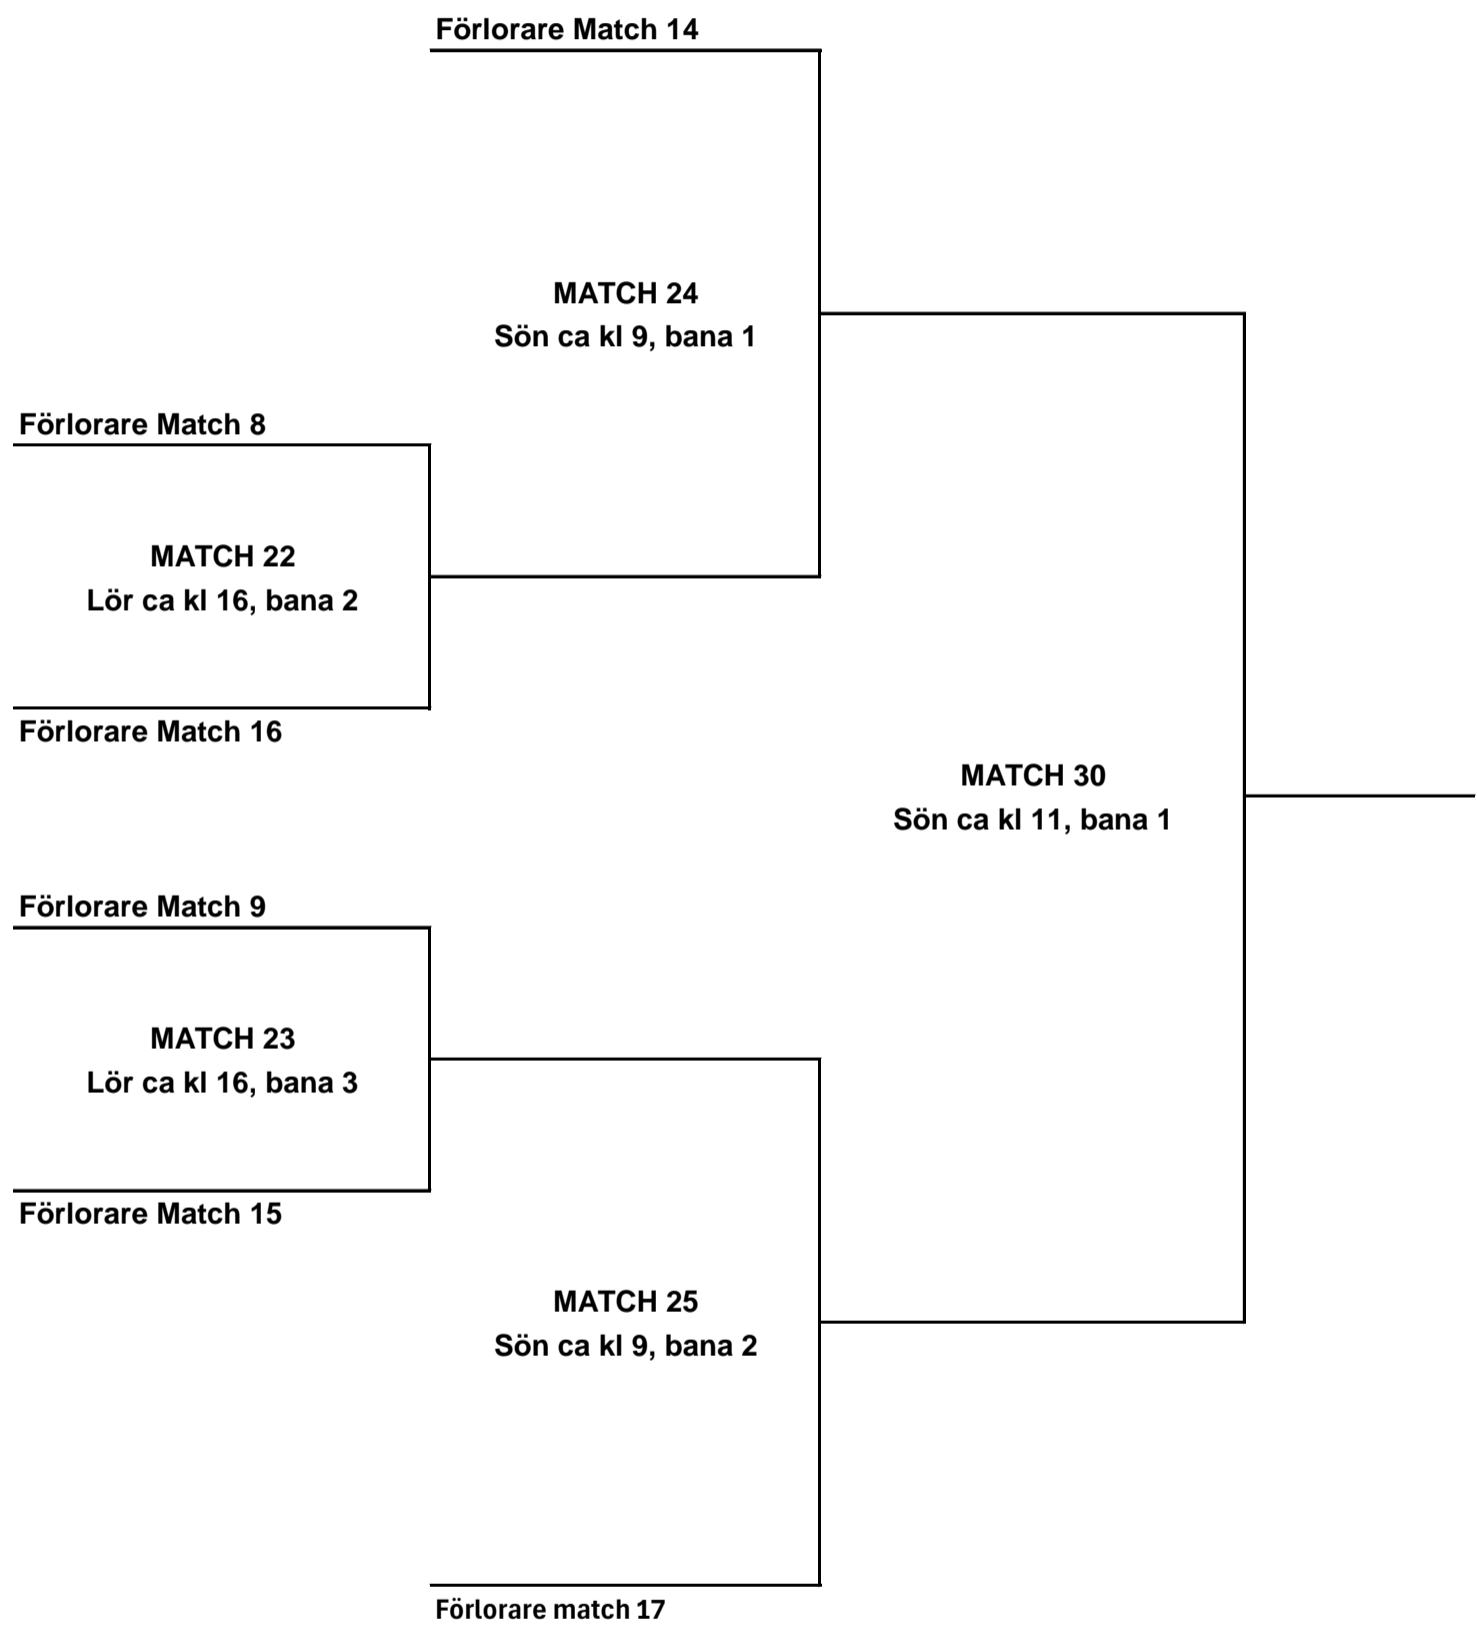 Förlorare Match 14
MATCH 24
Sön ca kl 9, bana 1
Förlorare Match 8
MATCH 22
Lör ca kl 16, bana 2
Förlorare Match 16
MATCH 30
Sön ca kl 11, bana 1
Förlorare Match 9
MATCH 23
Lör ca kl 16, bana 3
Förlorare Match 15
MATCH 25
Sön ca kl 9, bana 2
Förlorare match 17